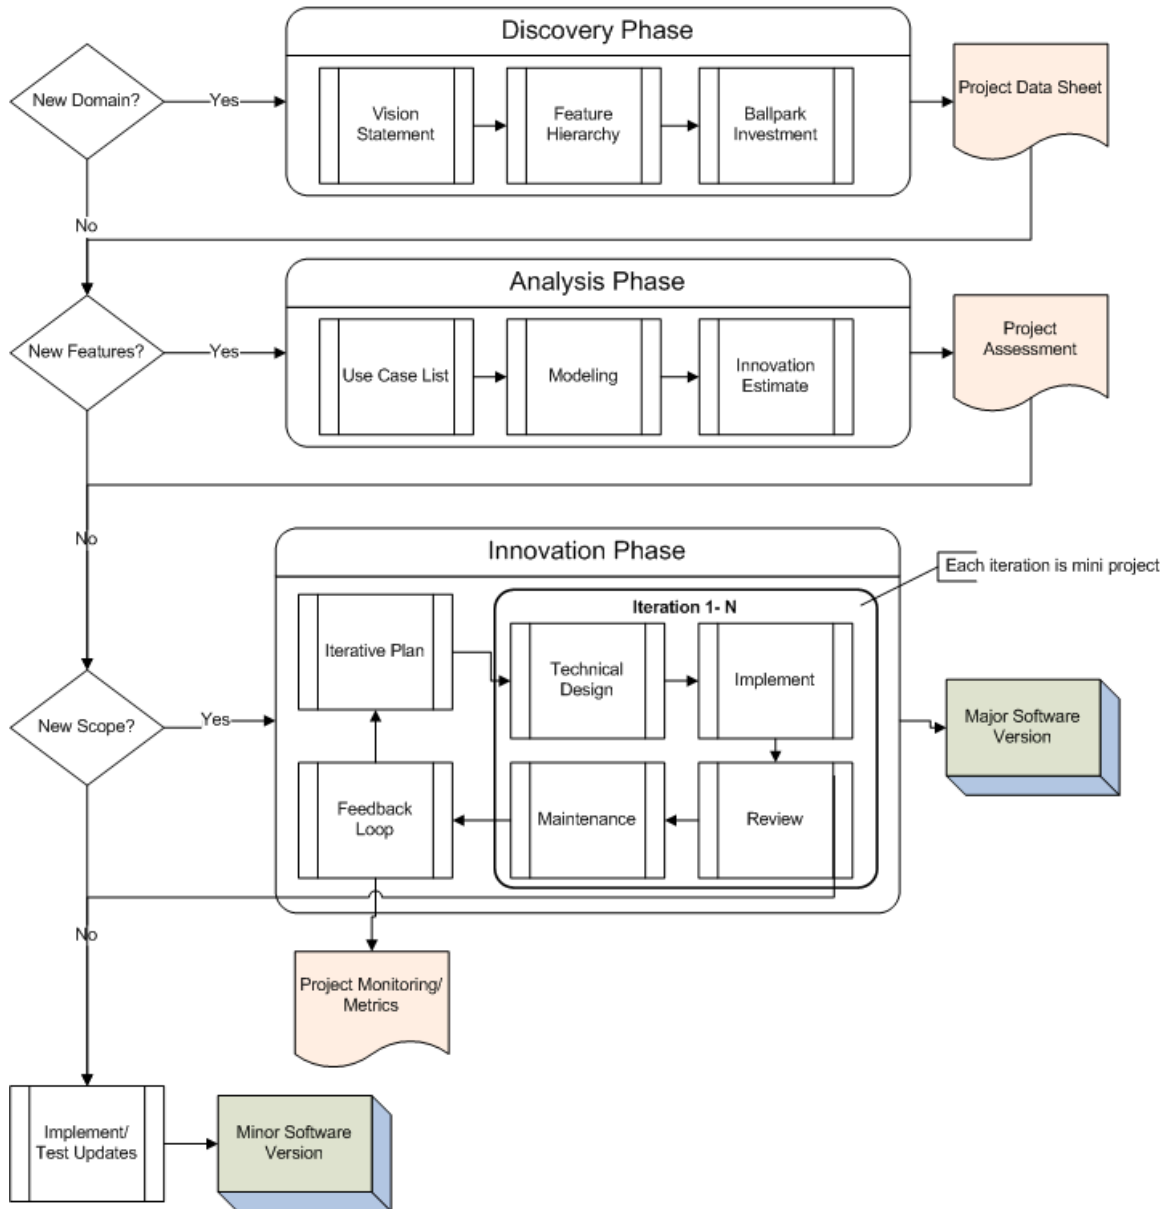 Discovery Phase
New Domain?
Yes
Vision
Statement
Feature
Hierarchy
Ballpark
Investment
Project Data Sheet
No
Analysis Phase
New Features?
Yes
Use Case List
Modeling
Innovation
Estimate
Project
Assessment
No
Innovation Phase
Each iteration is mini project
Iteration 1- N
Iterative Plan
Technical
Design
Implement
New Scope?
Yes
Major Software
Version
Feedback
Loop
Maintenance
Review
No
Project Monitoring/
Metrics
Implement/
Test Updates
Minor Software
Version